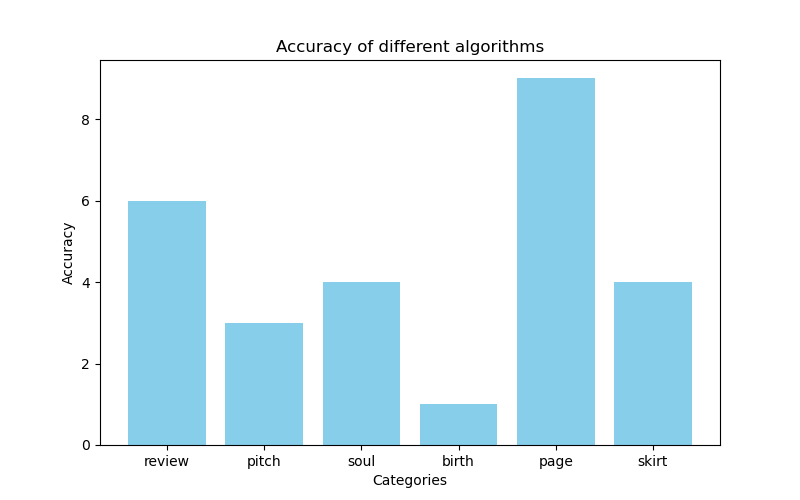 Accuracy of different algorithms
Accuracy
8
6
4
2
0
review pitch soul birth page skirt
Categories